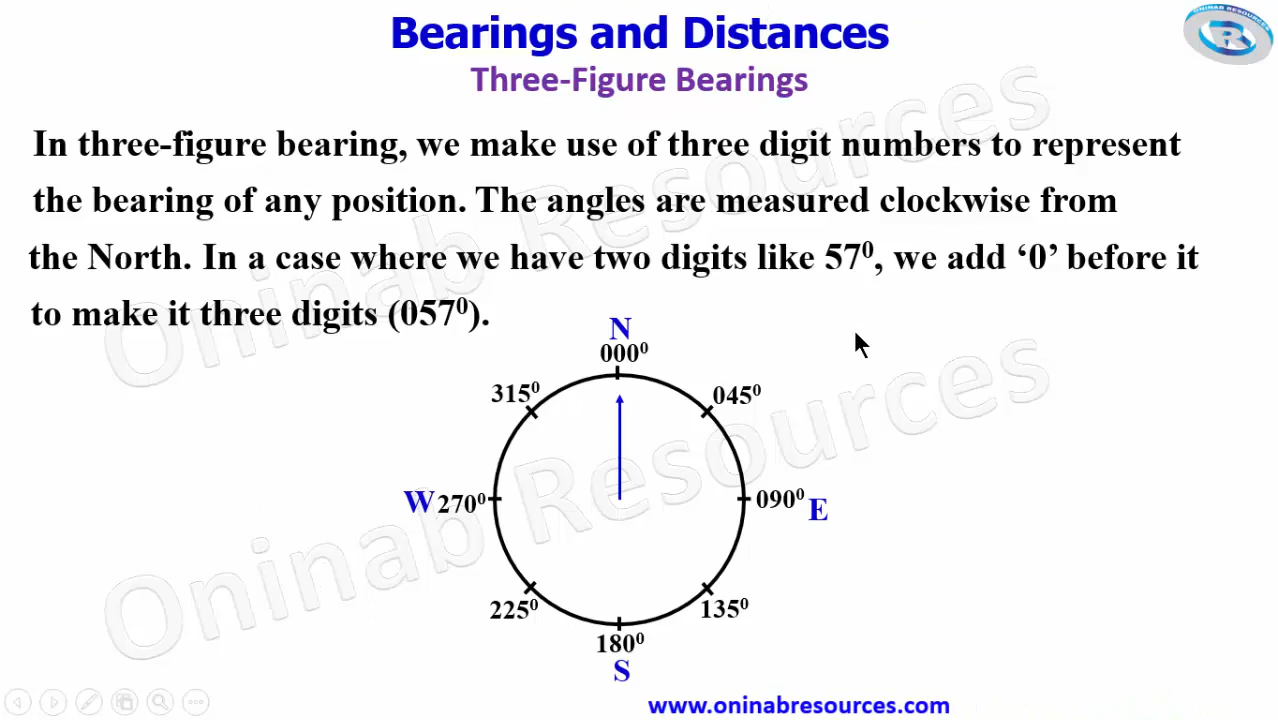 Bearings and Distances
ONINAB RESOURCES
R
Three-Figure Bearings
In three-figure bearing, we make use of three digit numbers to represent
the bearing of any position. The angles are measured clockwise from
the North. In a case where we have two digits like 57⁰, we add ‘0’ before it
to make it three digits (057⁰).
N
000⁰
315⁰
045⁰
W 270⁰
090⁰ E
225⁰
135⁰
180⁰
S
www.oninabresources.com
Oninab Resources
Oninab Resources